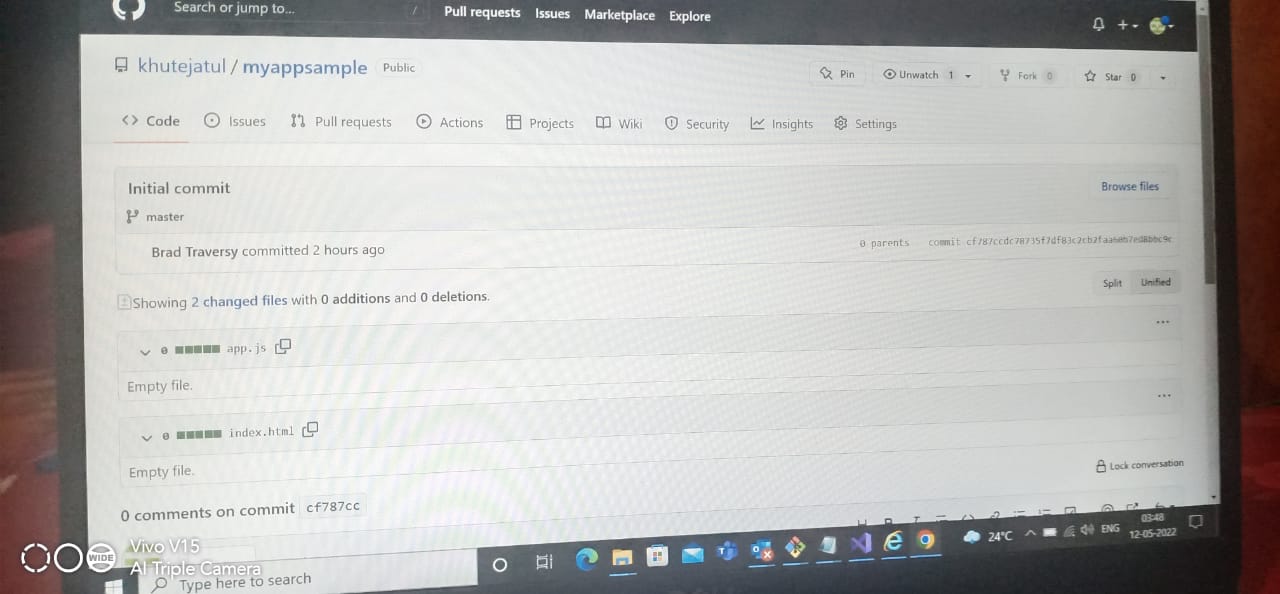 Search or jump to... /
Pull requests Issues Marketplace Explore
khutejatul / myappsample Public
Pin Unwatch 1 Fork 0 Star 0
Code Issues Pull requests Actions Projects Wiki Security Insights Settings
Initial commit
Browse files
master
Brad Traversy committed 2 hours ago
0 parents commit
Showing 2 changed files with 0 additions and 0 deletions.
Split Unified
0 app.js
Empty file.
0 index.html
Empty file.
Lock conversation
0 comments on commit cf787cc
Type here to search
24°C ENG
03:48
12-05-2022
WIDE
Vivo V15
AI Triple Camera